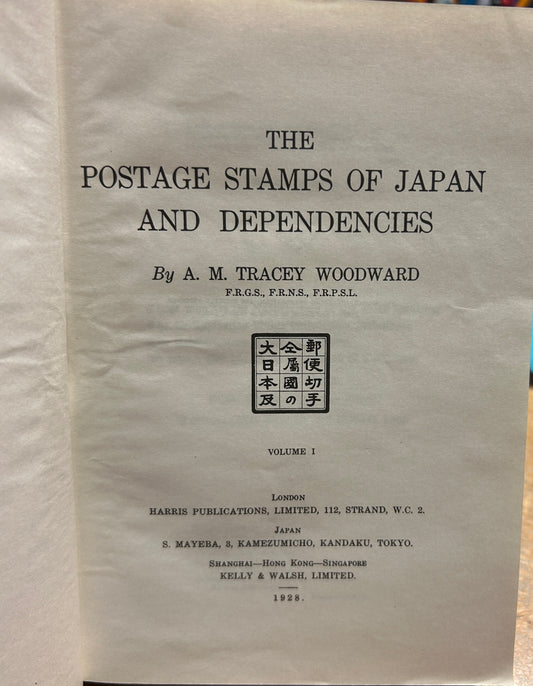 THE
POSTAGE STAMPS OF JAPAN
AND DEPENDENCIES
By A. M. TRACEY WOODWARD
F.R.G.S., F.R.N.S., F.R.P.S.L.
大日本及
全属國の
郵便切手
VOLUME I
LONDON
HARRIS PUBLICATIONS, LIMITED, 112, STRAND, W.C. 2.
JAPAN
S. MAYEBA, 3, KAMEZUMICHO, KANDAKU, TOKYO.
SHANGHAI—HONG KONG—SINGAPORE
KELLY & WALSH, LIMITED.
1928.